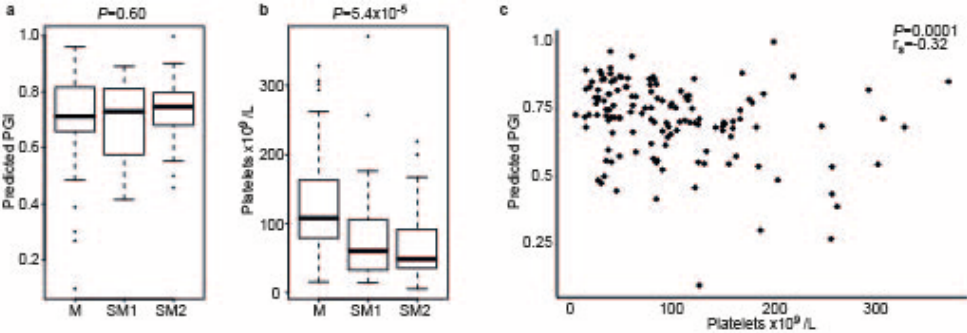 a
P=0.60
Predicted PGI
1.0
0.8
0.6
0.4
0.2
M SM1 SM2
b
P=5.4x10⁻⁵
Platelets x10⁹/L
300
200
100
0
M SM1 SM2
c
P=0.0001
rₛ=-0.32
Predicted PGI
1.0
0.75
0.5
0.25
0 100 200 300
Platelets x10⁹/L